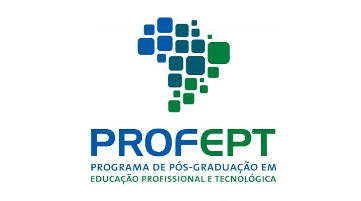 PROFEPT
PROGRAMA DE PÓS-GRADUAÇÃO EM
EDUCAÇÃO PROFISSIONAL E TECNOLÓGICA